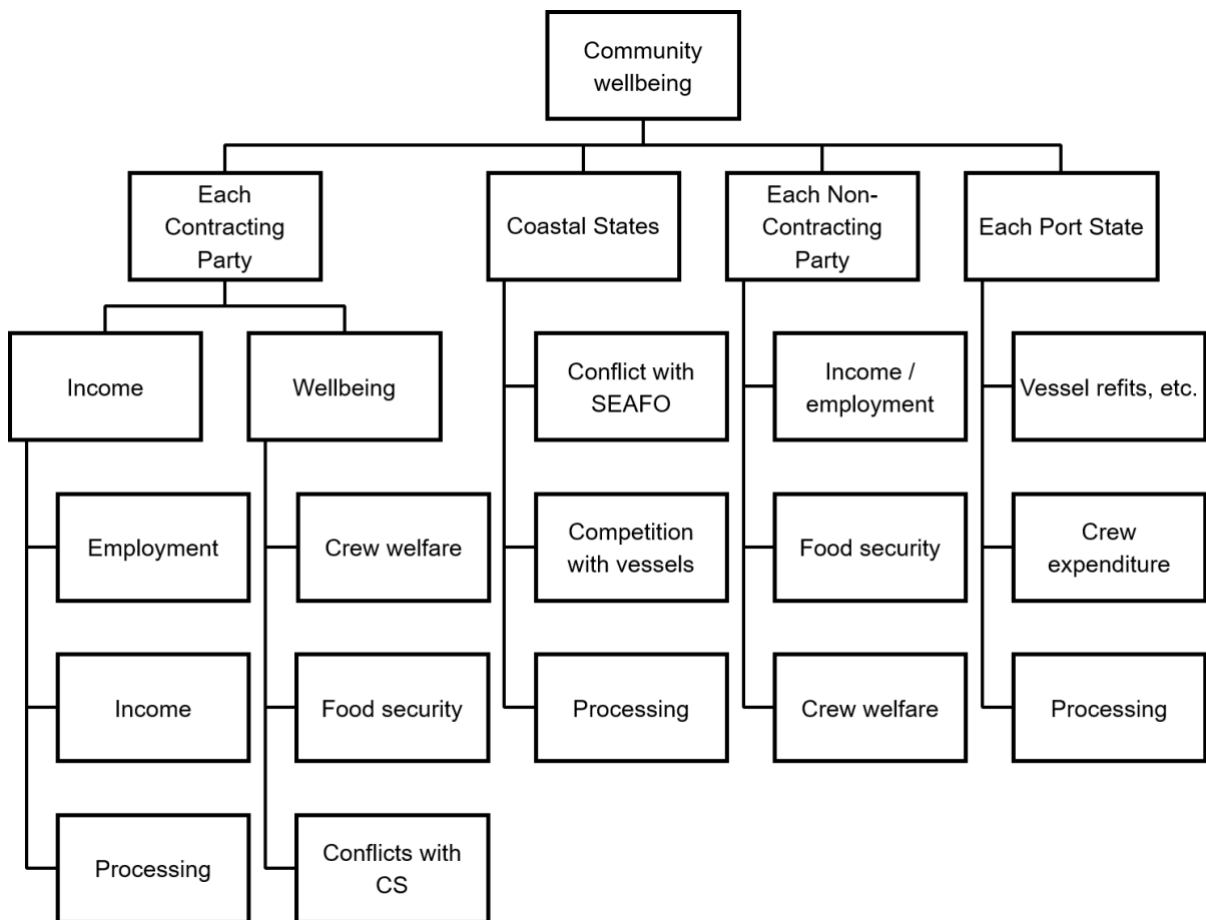 Community
wellbeing
Each
Contracting
Party
Coastal States
Each Non-
Contracting
Party
Each Port State
Income
Wellbeing
Conflict with
SEAFO
Income /
employment
Vessel refits, etc.
Employment
Crew welfare
Competition
with vessels
Food security
Crew
expenditure
Income
Food security
Processing
Crew welfare
Processing
Processing
Conflicts with
CS